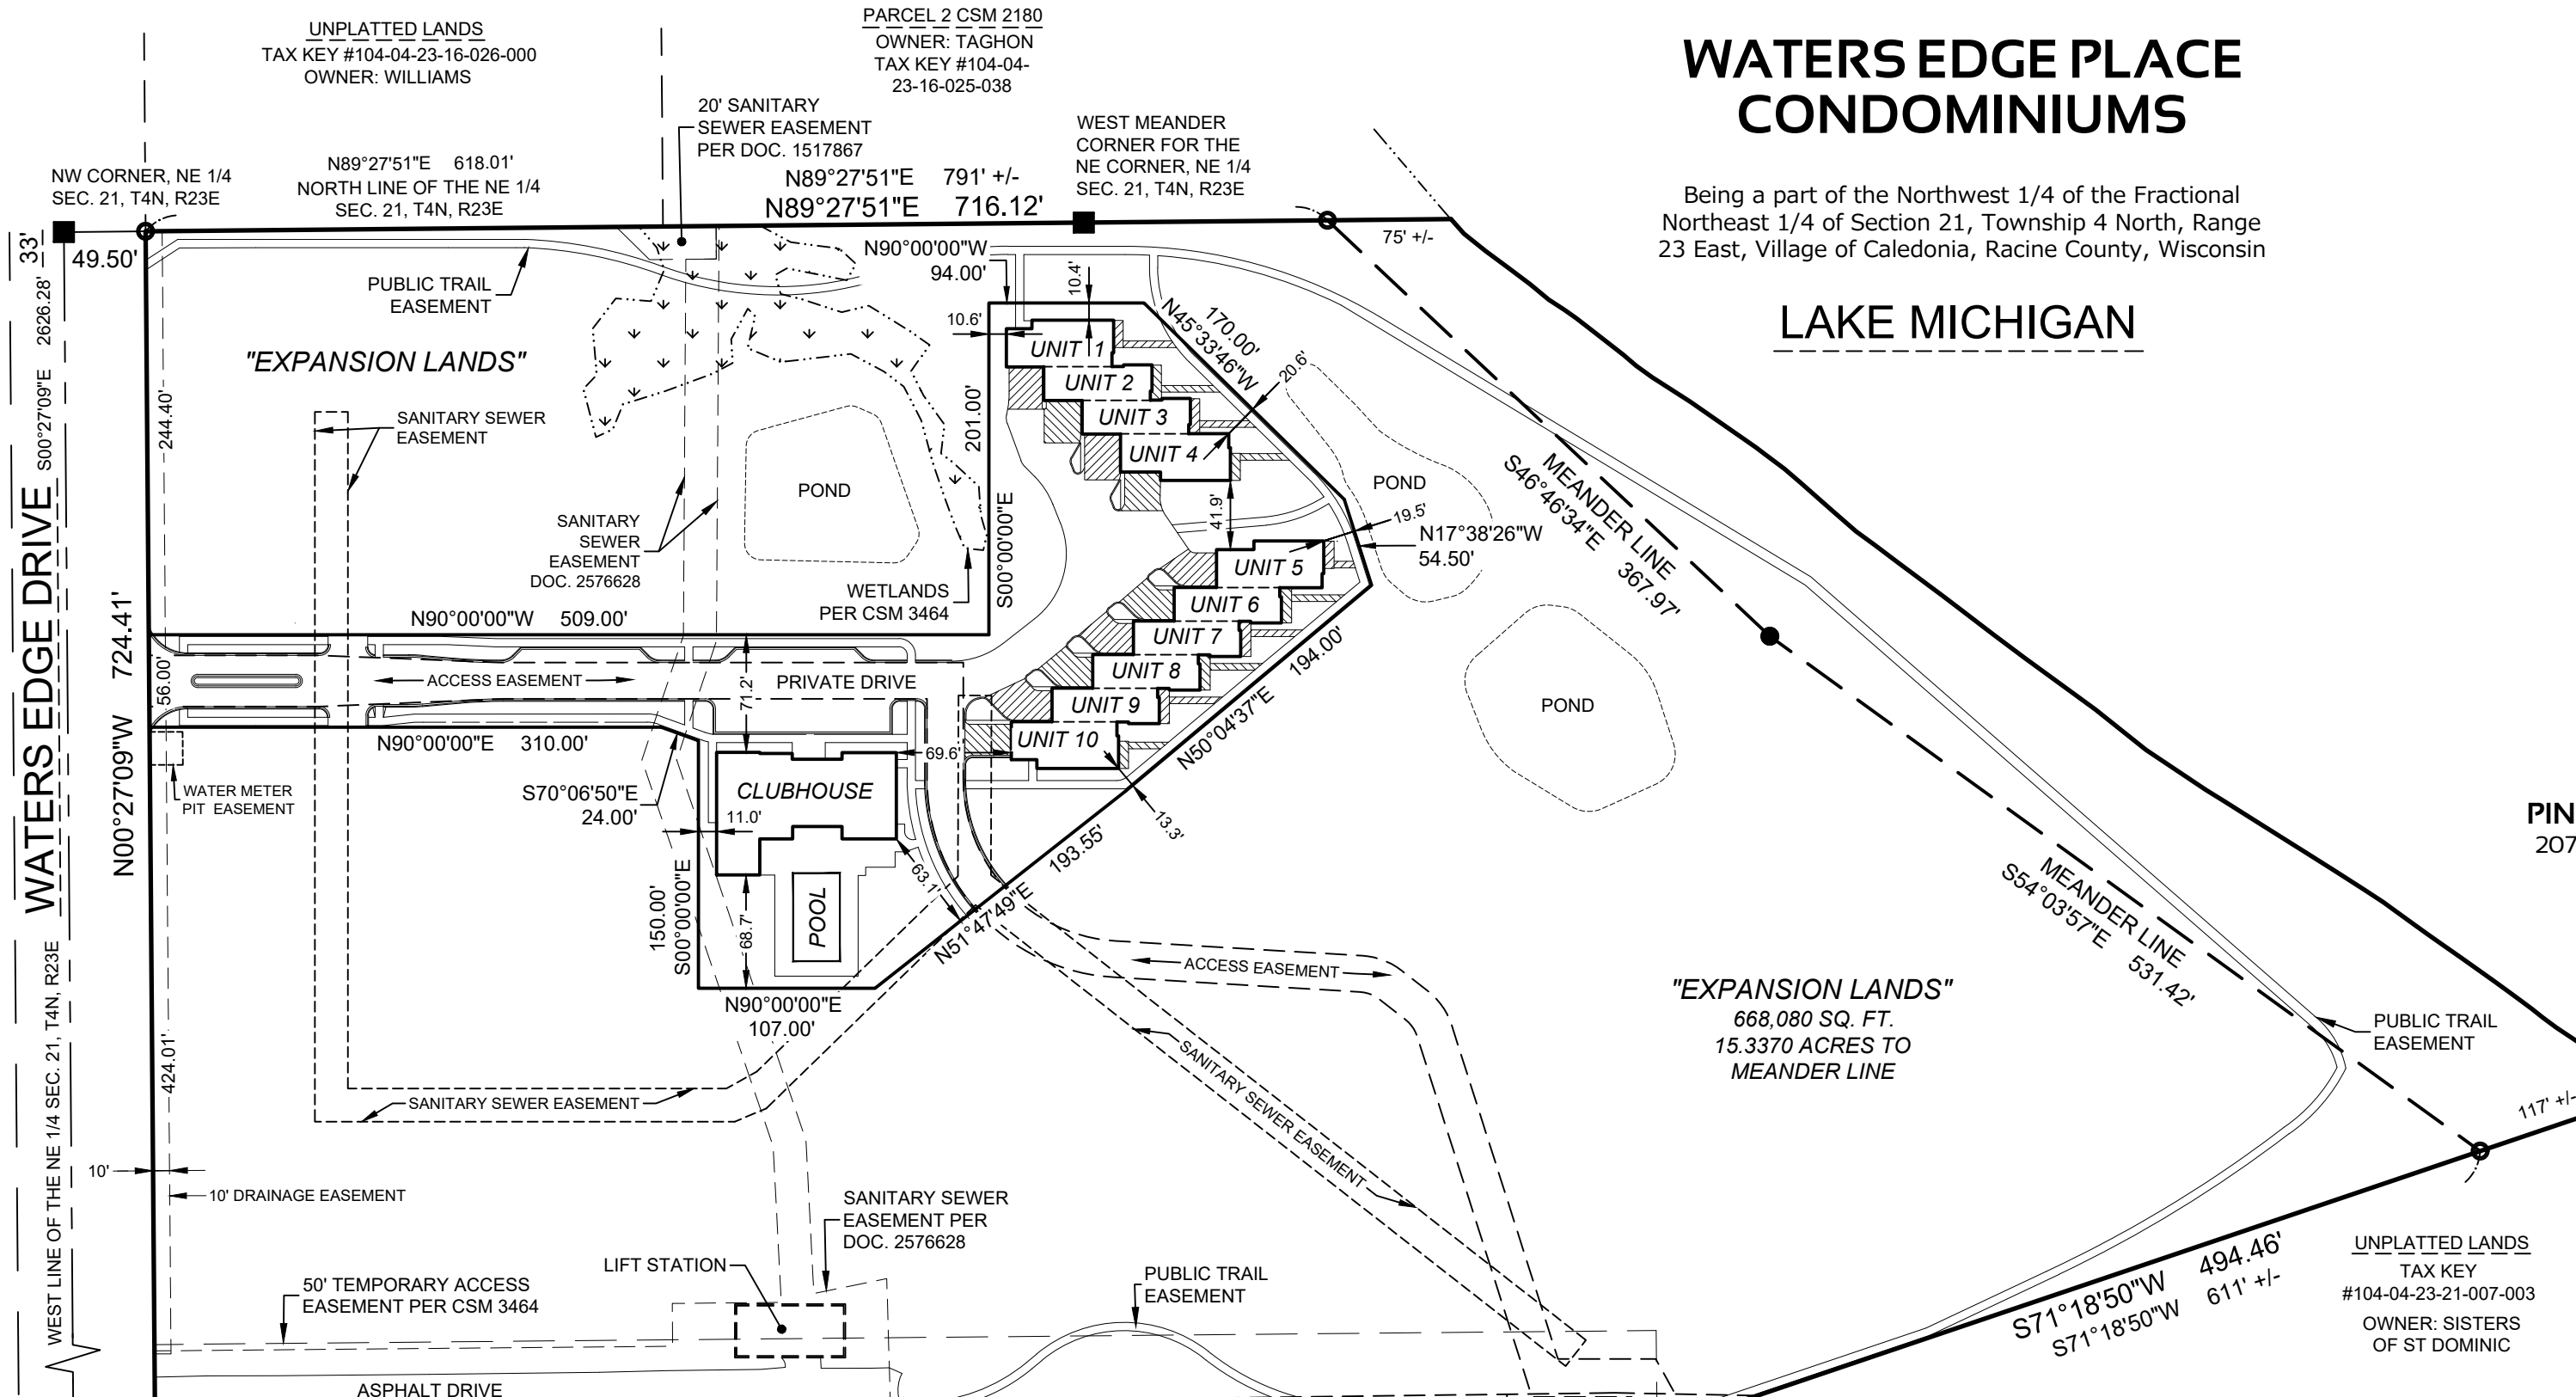 UNPLATTED LANDS
TAX KEY #104-04-23-16-026-000
OWNER: WILLIAMS
PARCEL 2 CSM 2180
OWNER: TAGHON
TAX KEY #104-04-
23-16-025-038
WATERS EDGE PLACE
CONDOMINIUMS
Being a part of the Northwest 1/4 of the Fractional
Northeast 1/4 of Section 21, Township 4 North, Range
23 East, Village of Caledonia, Racine County, Wisconsin
LAKE MICHIGAN
20' SANITARY
SEWER EASEMENT
PER DOC. 1517867
WEST MEANDER
CORNER FOR THE
NE CORNER, NE 1/4
SEC. 21, T4N, R23E
NW CORNER, NE 1/4
SEC. 21, T4N, R23E
N89°27'51"E 618.01'
NORTH LINE OF THE NE 1/4
SEC. 21, T4N, R23E
N89°27'51"E 791' +/-
N89°27'51"E 716.12'
75' +/-
33'
49.50'
PUBLIC TRAIL
EASEMENT
N90°00'00"W
94.00'
10.4'
10.6'
N45°33'46"W
170.00'
20.6'
"EXPANSION LANDS"
244.40'
SANITARY SEWER
EASEMENT
POND
201.00'
S00°00'00"E
UNIT 1
UNIT 2
UNIT 3
UNIT 4
41.9'
POND
19.5'
N17°38'26"W
54.50'
MEANDER LINE
S46°46'34"E
367.97'
SANITARY
SEWER
EASEMENT
DOC. 2576628
WETLANDS
PER CSM 3464
UNIT 5
UNIT 6
UNIT 7
UNIT 8
UNIT 9
UNIT 10
194.00'
N50°04'37"E
13.3'
POND
WATERS EDGE DRIVE
S00°27'09"E 2626.28'
N00°27'09"W 724.41'
WEST LINE OF THE NE 1/4 SEC. 21, T4N, R23E
N90°00'00"W 509.00'
56.00'
ACCESS EASEMENT
PRIVATE DRIVE
71.2'
N90°00'00"E 310.00'
69.6'
WATER METER
PIT EASEMENT
S70°06'50"E
24.00'
CLUBHOUSE
11.0'
63.1'
150.00'
S00°00'00"E
68.7'
POOL
193.55'
N51°47'49"E
N90°00'00"E
107.00'
PIN
207
MEANDER LINE
S54°03'57"E
531.42'
ACCESS EASEMENT
"EXPANSION LANDS"
668,080 SQ. FT.
15.3370 ACRES TO
MEANDER LINE
PUBLIC TRAIL
EASEMENT
424.01'
SANITARY SEWER EASEMENT
SANITARY SEWER EASEMENT
117' +/-
10'
10' DRAINAGE EASEMENT
SANITARY SEWER
EASEMENT PER
DOC. 2576628
LIFT STATION
50' TEMPORARY ACCESS
EASEMENT PER CSM 3464
PUBLIC TRAIL
EASEMENT
S71°18'50"W 494.46'
S71°18'50"W 611' +/-
UNPLATTED LANDS
TAX KEY
#104-04-23-21-007-003
OWNER: SISTERS
OF ST DOMINIC
ASPHALT DRIVE